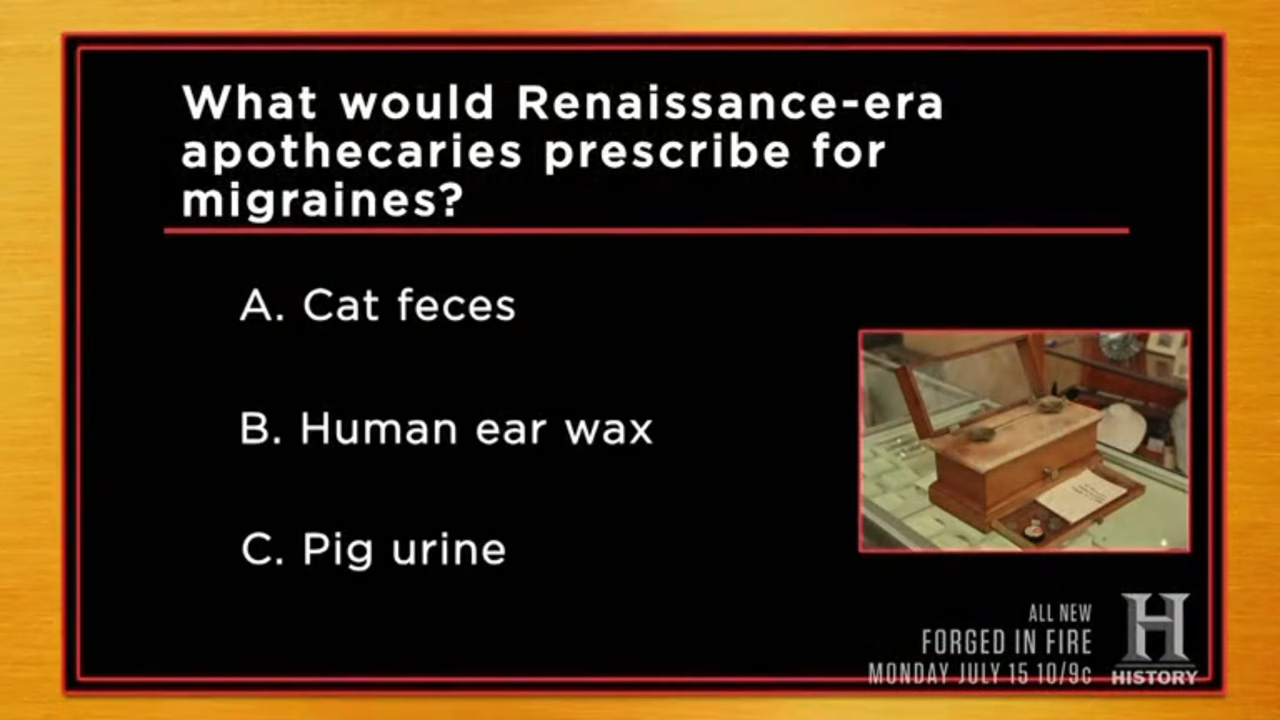 What would Renaissance-era
apothecaries prescribe for
migraines?
A. Cat feces
B. Human ear wax
C. Pig urine
ALL NEW
FORGED IN FIRE
MONDAY JULY 15 10/9c
H
HISTORY